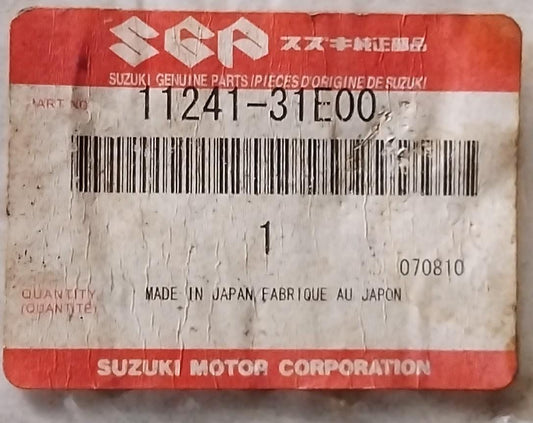 SGP スズキ純正部品
SUZUKI GENUINE PARTS/PIECES D'ORIGINE DE SUZUKI
PART NO. 11241-31E00
1
070810
QUANTITY MADE IN JAPAN FABRIQUE AU JAPON
(QUANTITÉ)
SUZUKI MOTOR CORPORATION